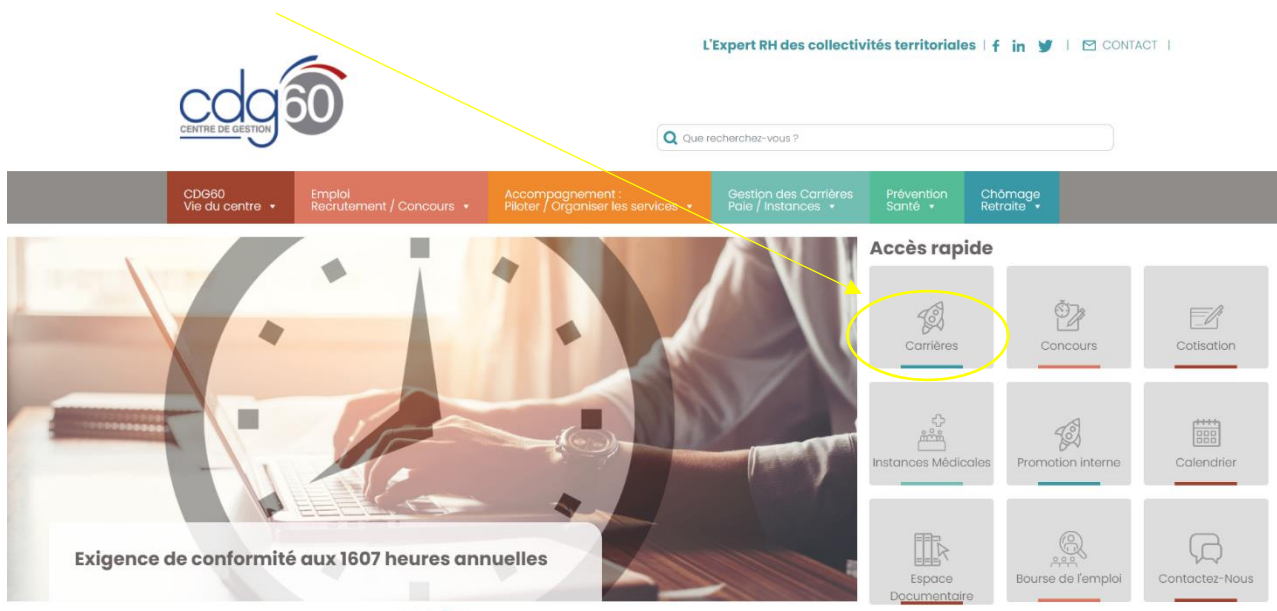 L'Expert RH des collectivités territoriales | f in | CONTACT |
cdg60
CENTRE DE GESTION
Que recherchez-vous ?
CDG60
Vie du centre
Emploi
Recrutement / Concours
Accompagnement :
Piloter / Organiser les services
Gestion des Carrières
Paie / Instances
Prévention
Santé
Chômage
Retraite
Accès rapide
Carrières
Concours
Cotisation
Instances Médicales
Promotion interne
Calendrier
Exigence de conformité aux 1607 heures annuelles
Espace
Documentaire
Bourse de l'emploi
Contactez-Nous